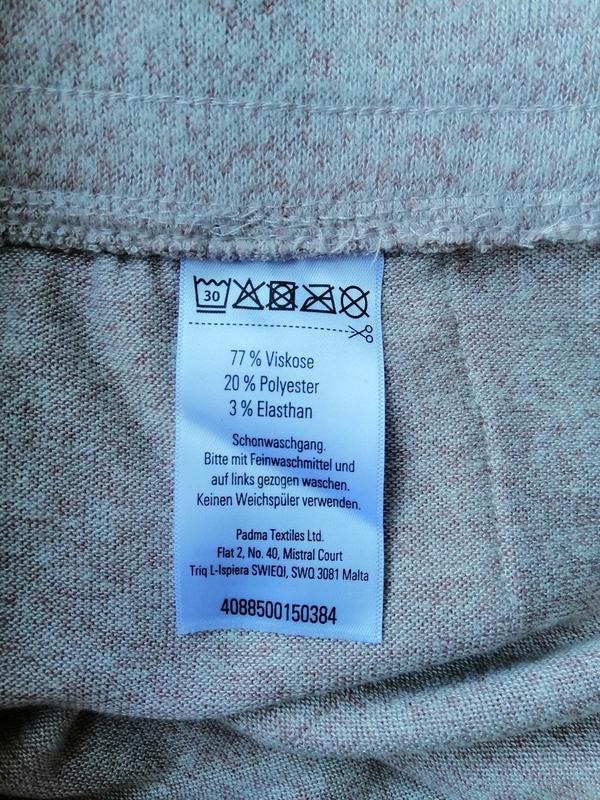 30
77 % Viskose
20 % Polyester
3 % Elasthan
Schonwaschgang.
Bitte mit Feinwaschmittel und
auf links gezogen waschen.
Keinen Weichspüler verwenden.
Padma Textiles Ltd.
Flat 2, No. 40, Mistral Court
Triq L-Ispiera SWIEQI, SWQ 3081 Malta
4088500150384